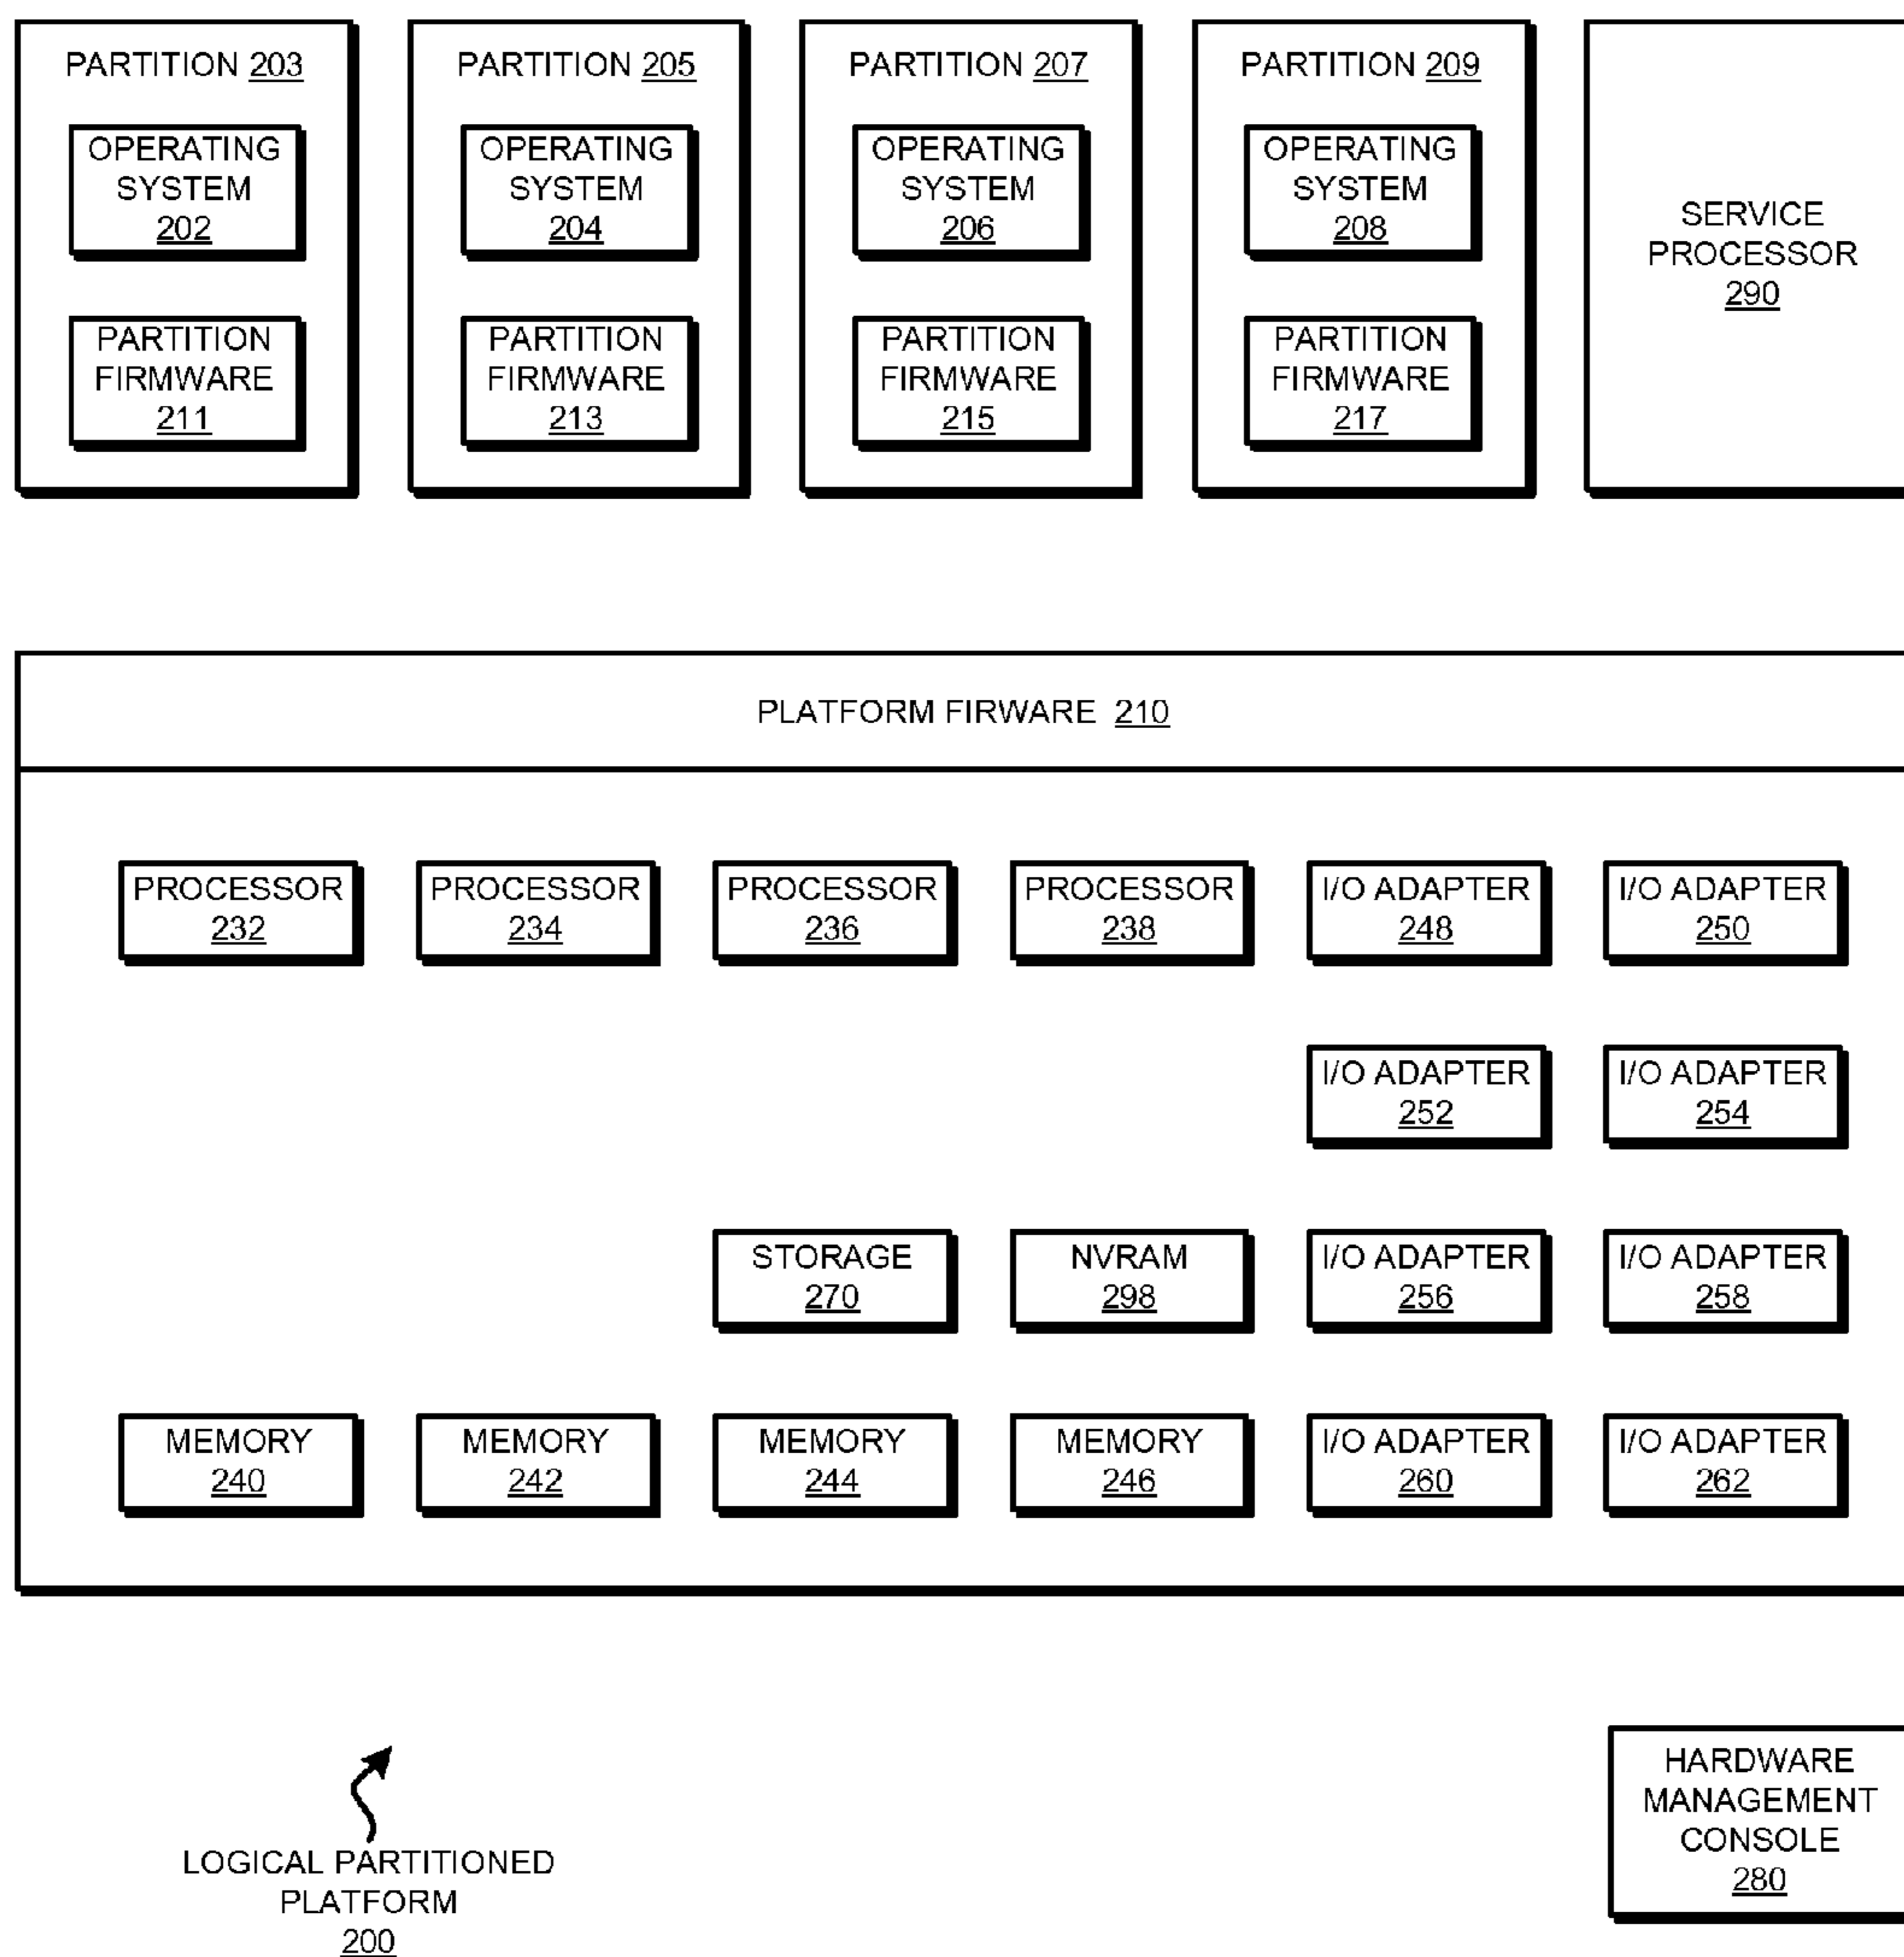 PARTITION 203
OPERATING
SYSTEM
202
PARTITION
FIRMWARE
211
PARTITION 205
OPERATING
SYSTEM
204
PARTITION
FIRMWARE
213
PARTITION 207
OPERATING
SYSTEM
206
PARTITION
FIRMWARE
215
PARTITION 209
OPERATING
SYSTEM
208
PARTITION
FIRMWARE
217
SERVICE
PROCESSOR
290
PLATFORM FIRWARE 210
PROCESSOR
232
PROCESSOR
234
PROCESSOR
236
PROCESSOR
238
I/O ADAPTER
248
I/O ADAPTER
250
I/O ADAPTER
252
I/O ADAPTER
254
STORAGE
270
NVRAM
298
I/O ADAPTER
256
I/O ADAPTER
258
MEMORY
240
MEMORY
242
MEMORY
244
MEMORY
246
I/O ADAPTER
260
I/O ADAPTER
262
LOGICAL PARTITIONED
PLATFORM
200
HARDWARE
MANAGEMENT
CONSOLE
280